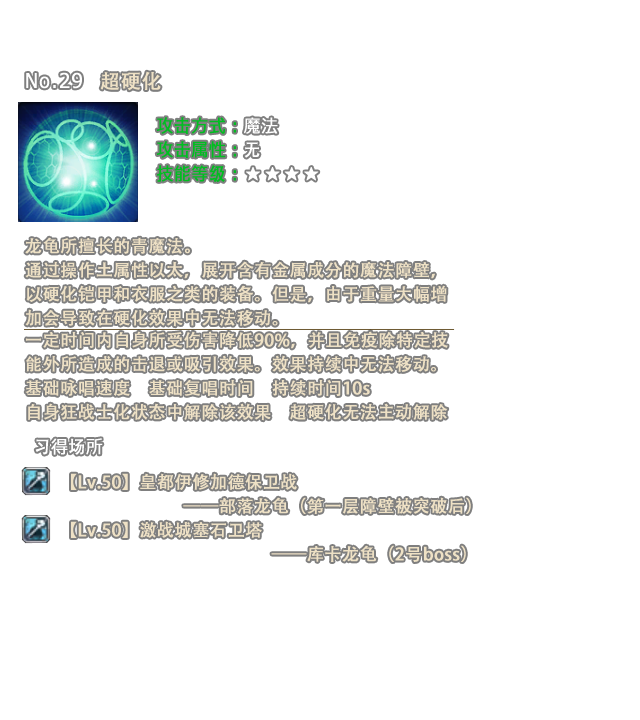 No.29 超硬化
攻击方式：魔法
攻击属性：无
技能等级：☆☆☆☆
龙龟所擅长的青魔法。
通过操作土属性以太，展开含有金属成分的魔法障壁，
以硬化铠甲和衣服之类的装备。但是，由于重量大幅增
加会导致在硬化效果中无法移动。
一定时间内自身所受伤害降低90%，并且免疫除特定技
能外所造成的击退或吸引效果。效果持续中无法移动。
基础咏唱速度 基础复唱时间 持续时间10s
自身狂战士化状态中解除该效果 超硬化无法主动解除
习得场所
【Lv.50】皇都伊修加德保卫战
——部落龙龟（第一层障壁被突破后）
【Lv.50】激战城塞石卫塔
——库卡龙龟（2号boss）